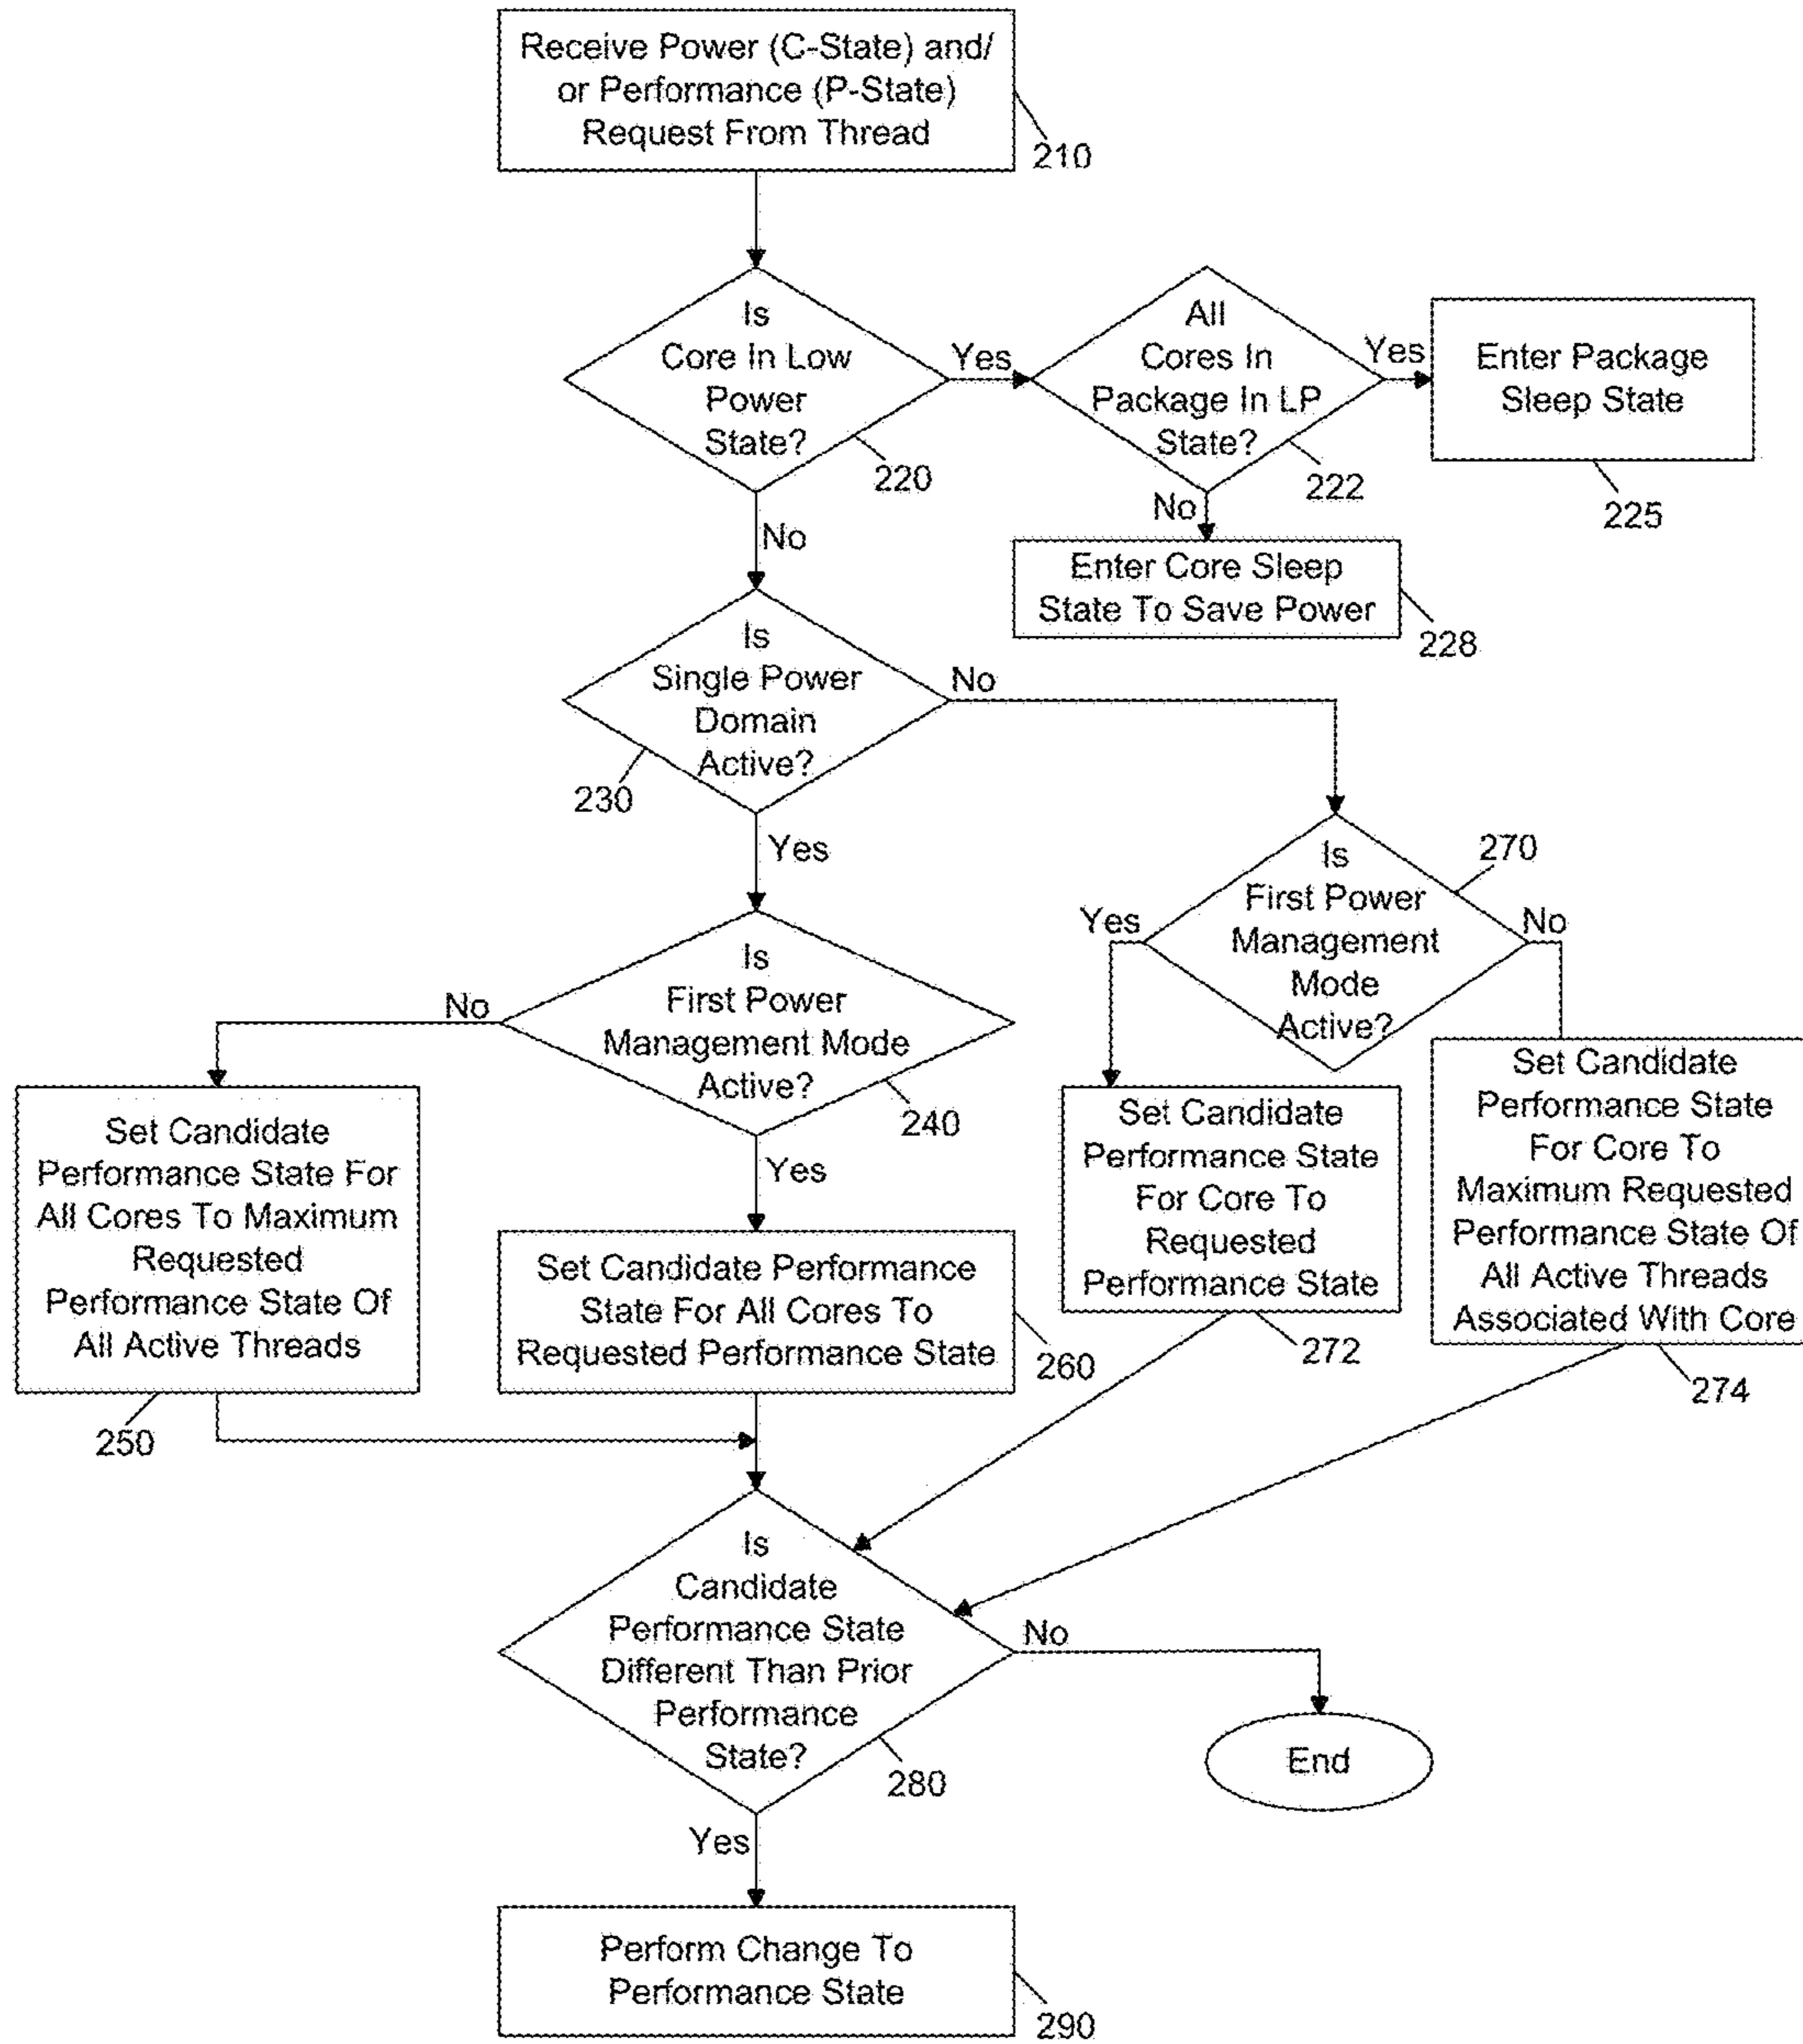 Receive Power (C-State) and/
or Performance (P-State)
Request From Thread
210
Is
Core In Low
Power
State?
220
Yes
All
Cores In
Package In LP
State?
222
Yes
Enter Package
Sleep State
225
No
Enter Core Sleep
State To Save Power
228
No
Is
Single Power
Domain
Active?
230
No
Yes
Is
First Power
Management
Mode
Active?
270
Yes
No
Is
First Power
Management Mode
Active?
240
No
Yes
Set Candidate
Performance State For
All Cores To Maximum
Requested
Performance State Of
All Active Threads
250
Set Candidate Performance
State For All Cores To
Requested Performance State
260
Set Candidate
Performance State
For Core To
Requested
Performance State
272
Set Candidate
Performance State
For Core To
Maximum Requested
Performance State Of
All Active Threads
Associated With Core
274
Is
Candidate
Performance State
Different Than Prior
Performance
State?
280
No
End
Yes
Perform Change To
Performance State
290